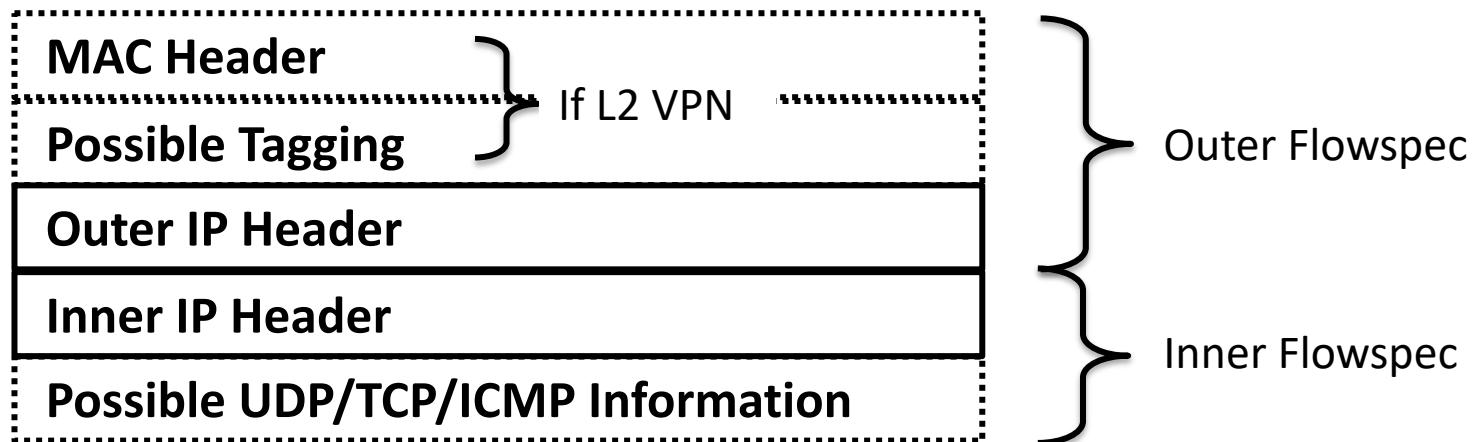 MAC Header
If L2 VPN
Possible Tagging
Outer Flowspec
Outer IP Header
Inner IP Header
Inner Flowspec
Possible UDP/TCP/ICMP Information